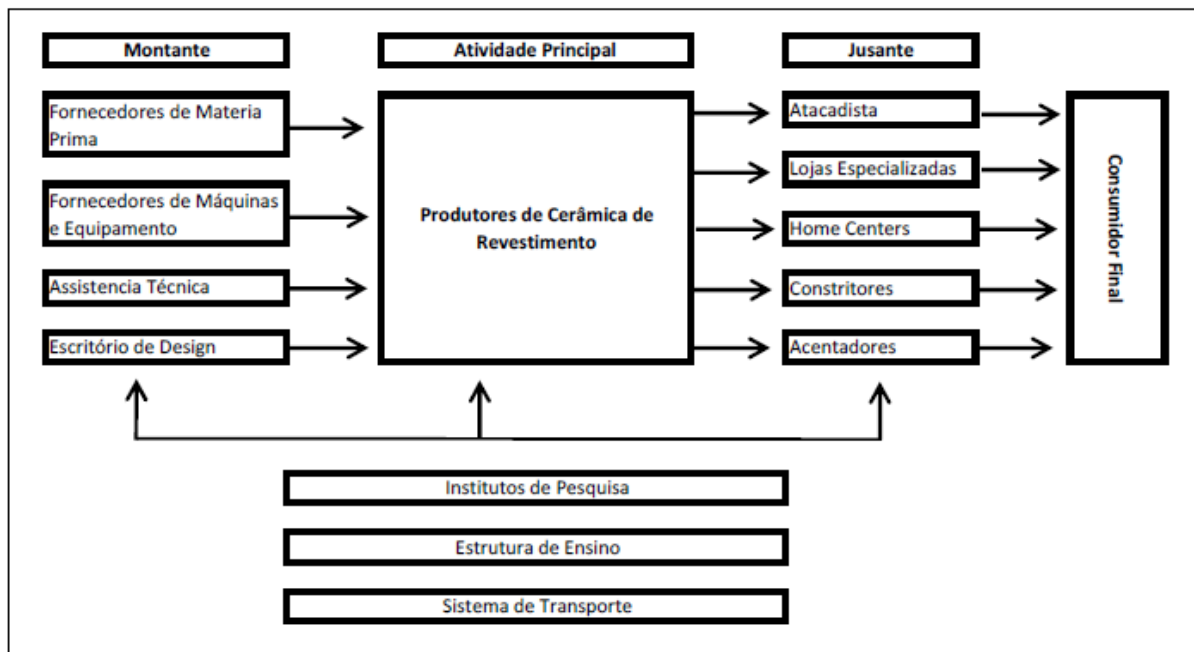 Montante
Atividade Principal
Jusante
Fornecedores de Materia
Prima
Fornecedores de Máquinas
e Equipamento
Assistencia Técnica
Escritório de Design
Produtores de Cerâmica de
Revestimento
Atacadista
Lojas Especializadas
Home Centers
Constritores
Acentadores
Consumidor Final
Institutos de Pesquisa
Estrutura de Ensino
Sistema de Transporte